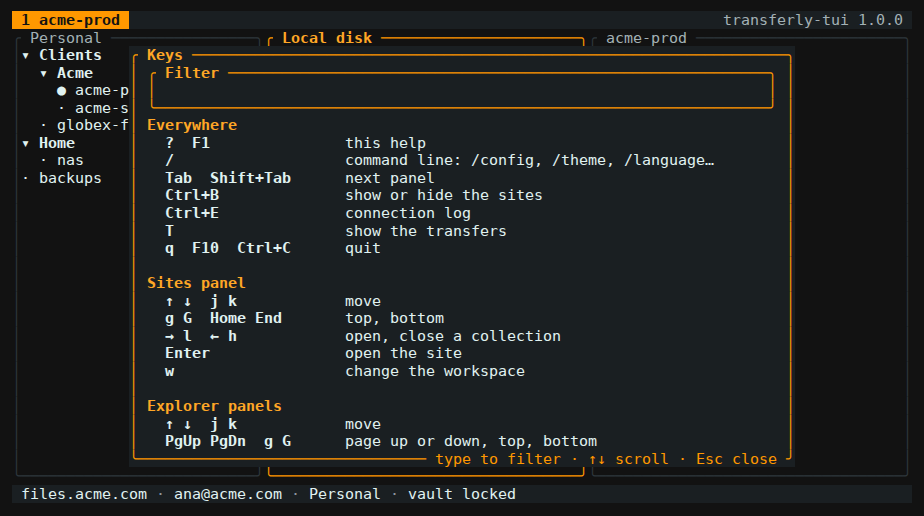 1 acme-prod transferly-tui 1.0.0
Personal Local disk acme-prod
▾ Clients Keys
▾ Acme Filter
● acme-p
· acme-s
· globex-f Everywhere
▾ Home ? F1 this help
· nas / command line: /config, /theme, /language…
· backups Tab Shift+Tab next panel
Ctrl+B show or hide the sites
Ctrl+E connection log
T show the transfers
q F10 Ctrl+C quit
Sites panel
↑ ↓ j k move
g G Home End top, bottom
→ l ← h open, close a collection
Enter open the site
w change the workspace
Explorer panels
↑ ↓ j k move
PgUp PgDn g G page up or down, top, bottom
type to filter · ↑↓ scroll · Esc close
files.acme.com · ana@acme.com · Personal · vault locked